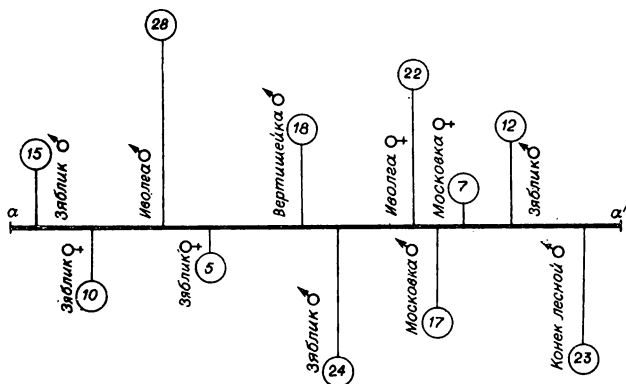 28
22
18
12
15
7
Зяблик
Иволга
Вертишейка
Иволга
Московка
Зяблик
a
a'
Зяблик
10
Зяблик
5
Зяблик
24
Московка
17
Конек лесной
23